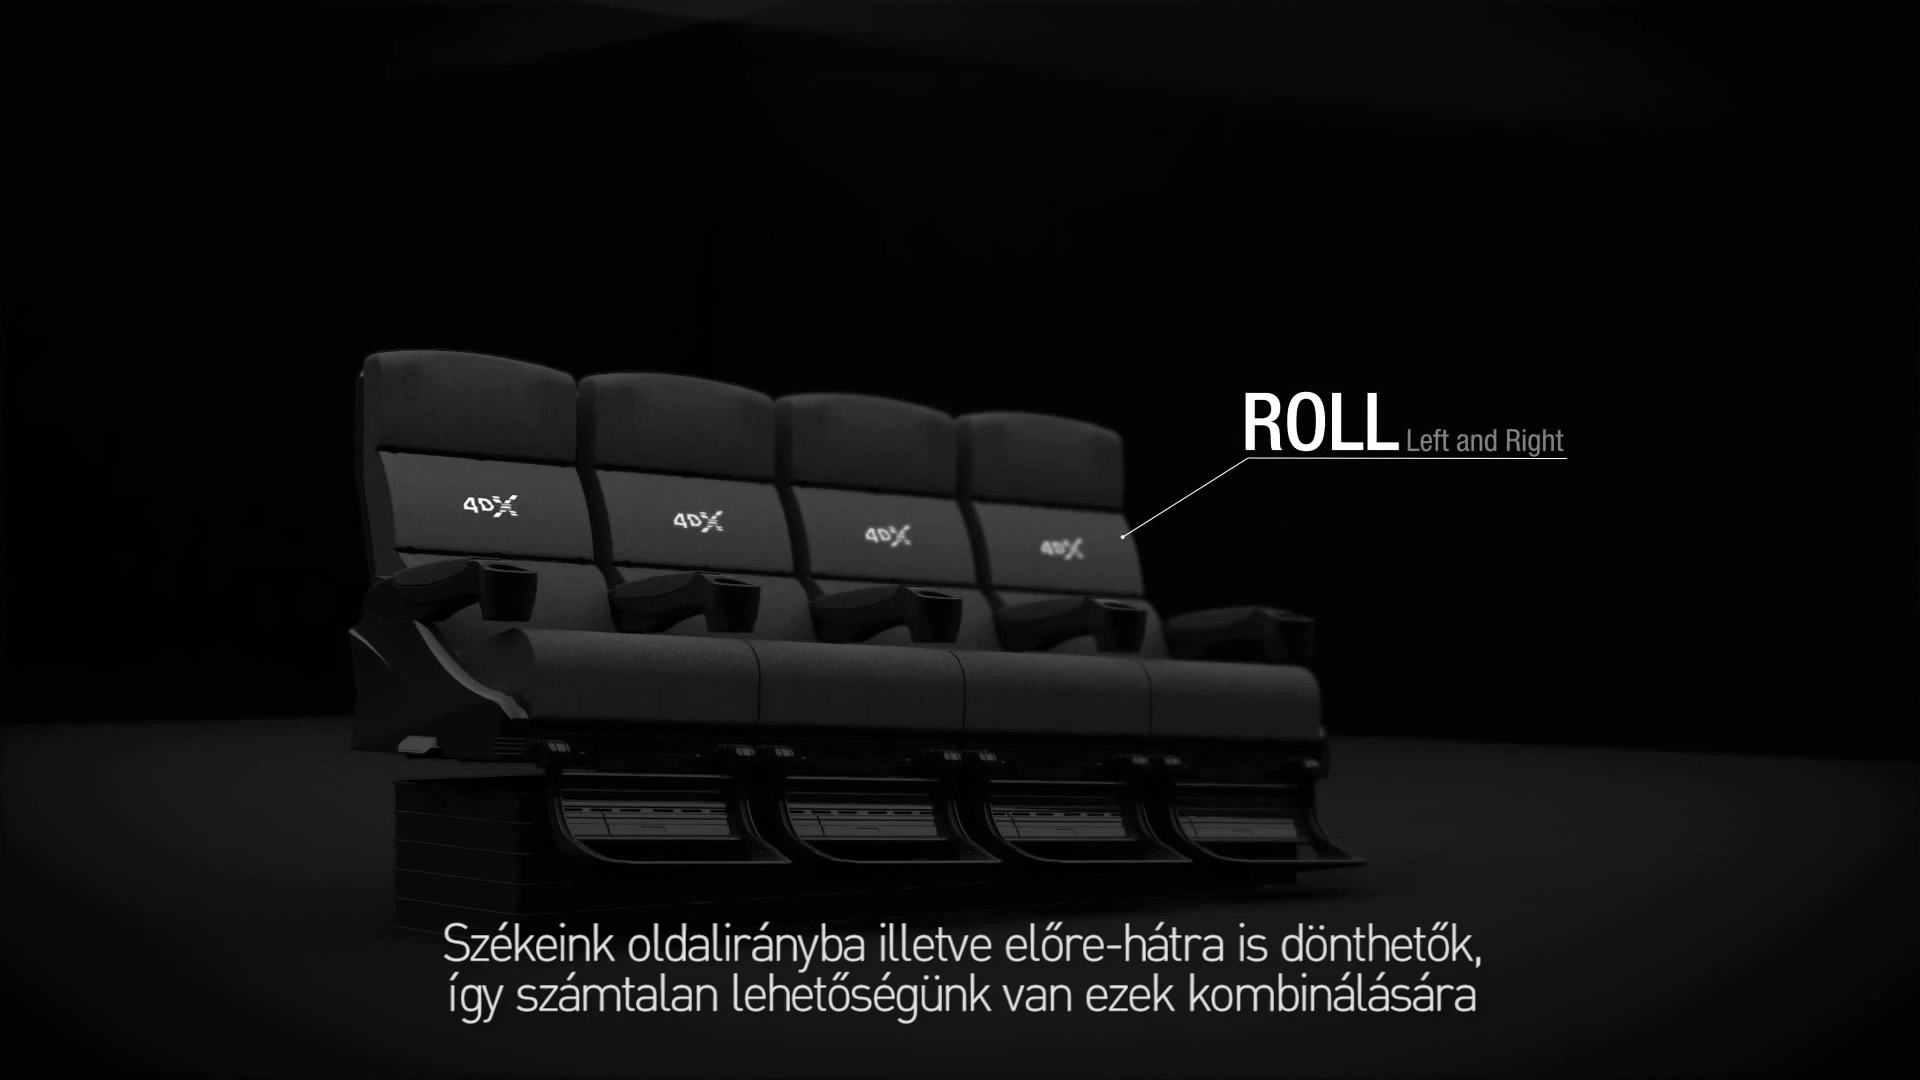 ROLL Left and Right
4DX
4DX
4DX
4DX
Székeink oldalirányba illetve előre-hátra is dönthetők,
így számtalan lehetőségünk van ezek kombinálására